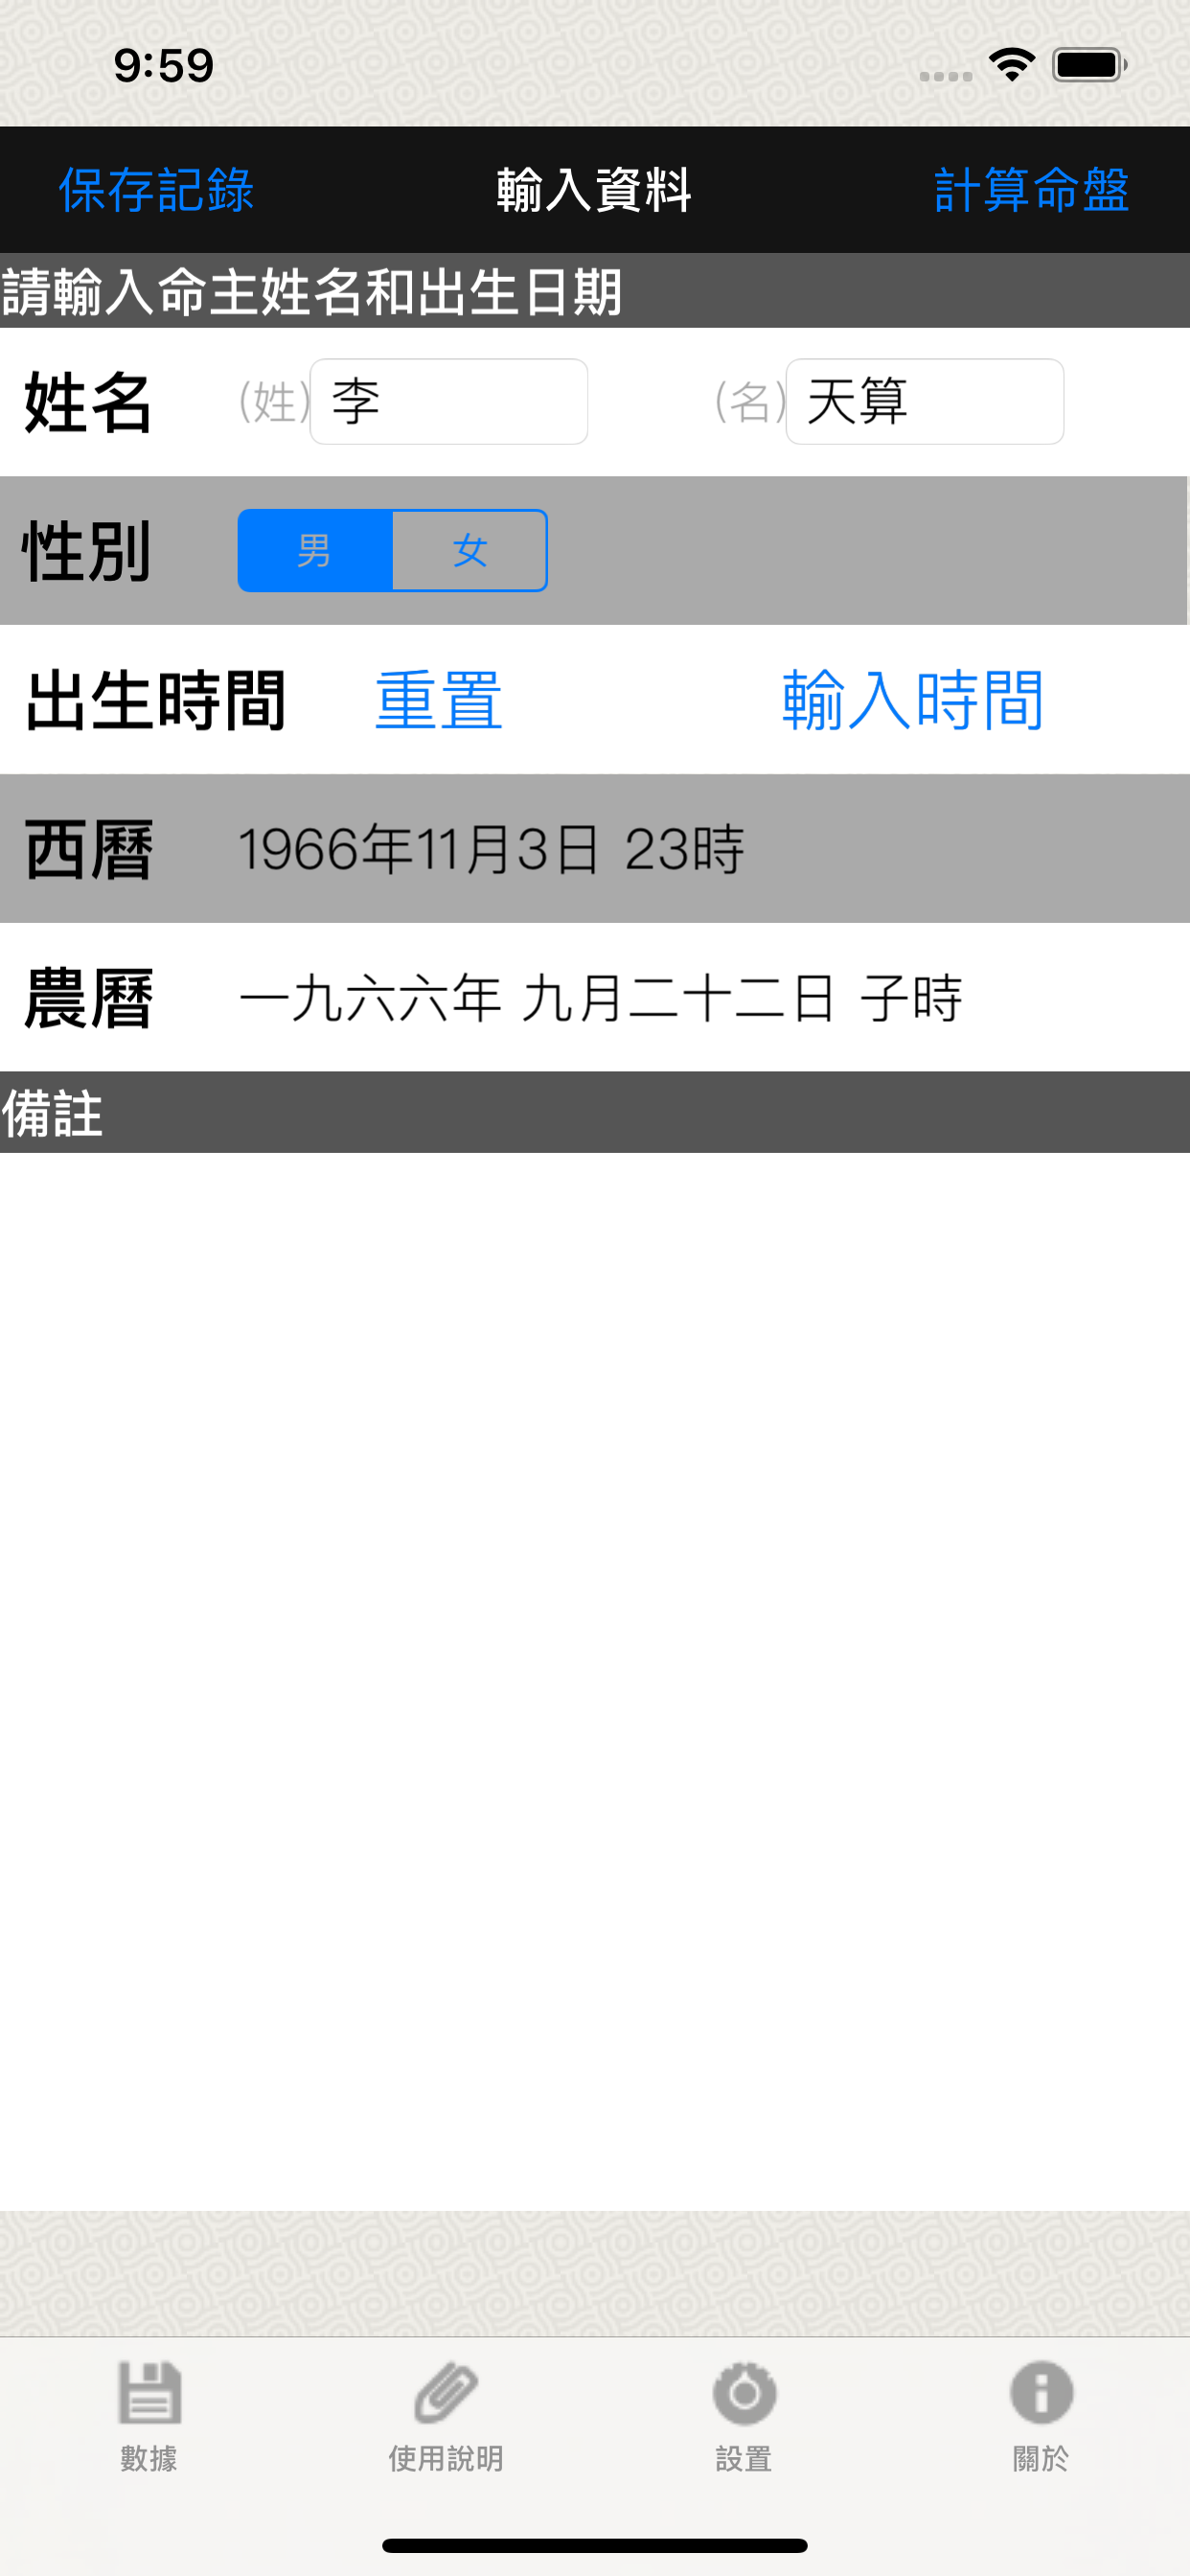 9:59
保存記錄 輸入資料 計算命盤
請輸入命主姓名和出生日期
姓名 (姓) 李 (名) 天算
性別 男 女
出生時間 重置 輸入時間
西曆 1966年11月3日 23時
農曆 一九六六年 九月二十二日 子時
備註
數據 使用說明 設置 關於